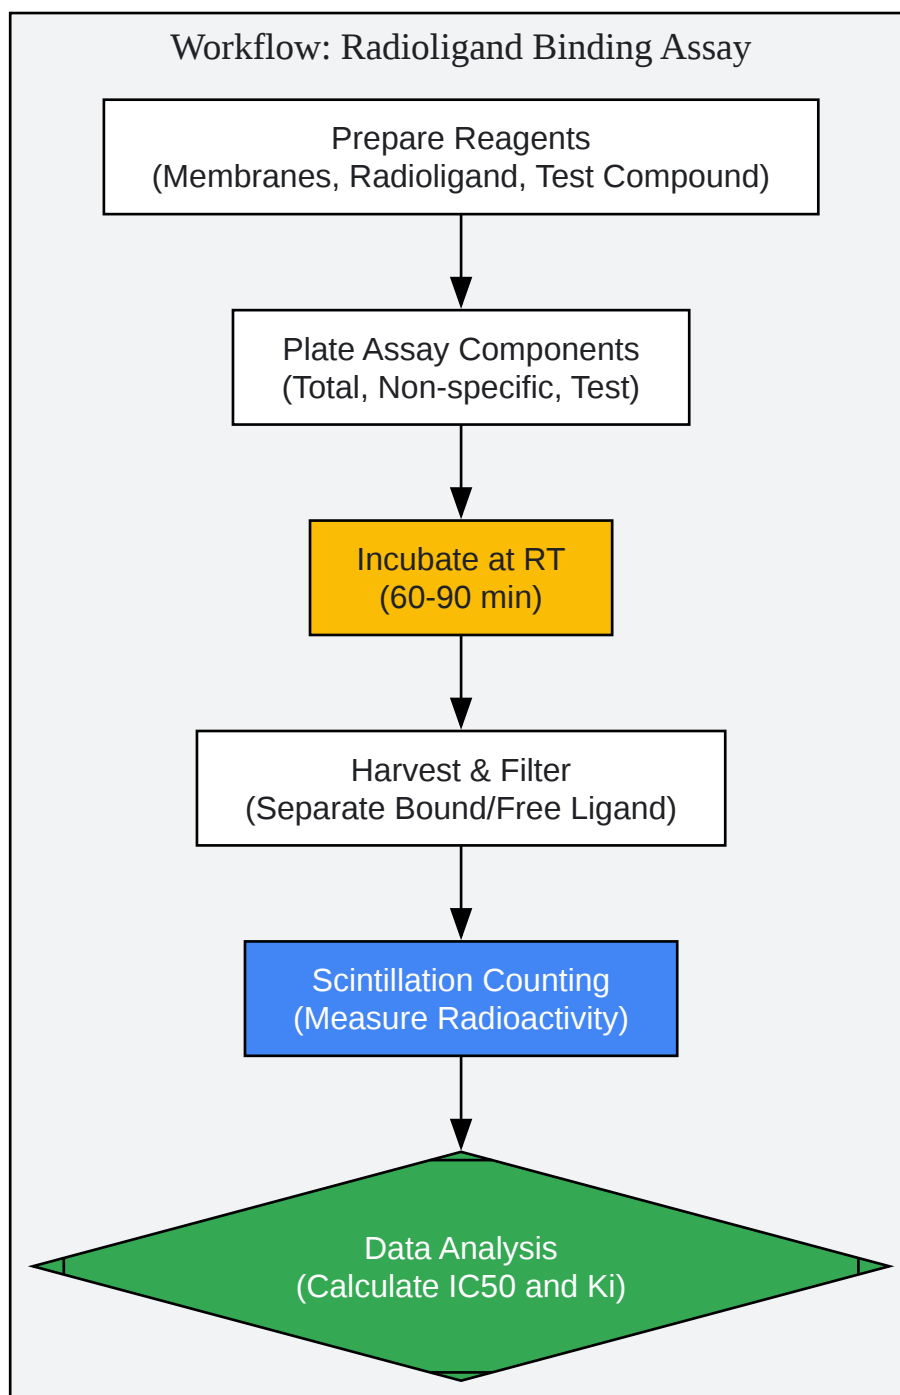 Workflow: Radioligand Binding Assay
Prepare Reagents
(Membranes, Radioligand, Test Compound)
Plate Assay Components
(Total, Non-specific, Test)
Incubate at RT
(60-90 min)
Harvest & Filter
(Separate Bound/Free Ligand)
Scintillation Counting
(Measure Radioactivity)
Data Analysis
(Calculate IC50 and Ki)